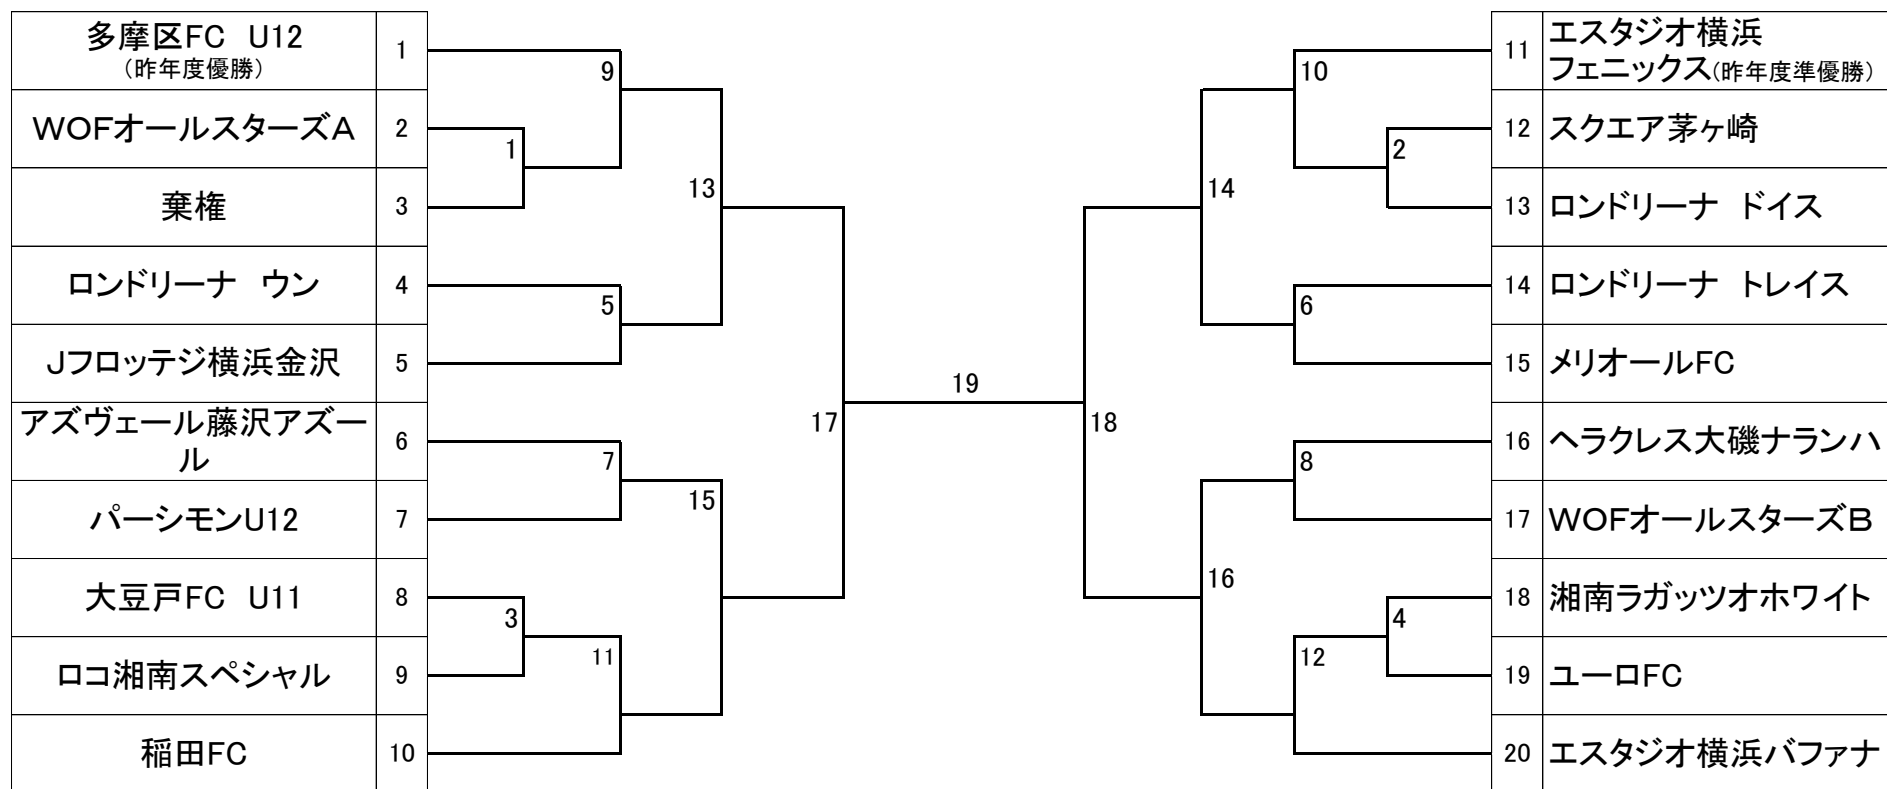 多摩区FC　U12
（昨年度優勝）
1
WOFオールスターズA
2
棄権
3
ロンドリーナ　ウン
4
Jフロッテジ横浜金沢
5
アズヴェール藤沢アズー
ル
6
パーシモンU12
7
大豆戸FC　U11
8
ロコ湘南スペシャル
9
稲田FC
10
1
9
5
13
7
3
11
15
17
19
18
14
10
2
6
16
8
12
4
11
エスタジオ横浜
フェニックス（昨年度準優勝）
12
スクエア茅ヶ崎
13
ロンドリーナ　ドイス
14
ロンドリーナ　トレイス
15
メリオールFC
16
ヘラクレス大磯ナランハ
17
WOFオールスターズB
18
湘南ラガッツオホワイト
19
ユーロFC
20
エスタジオ横浜バファナ